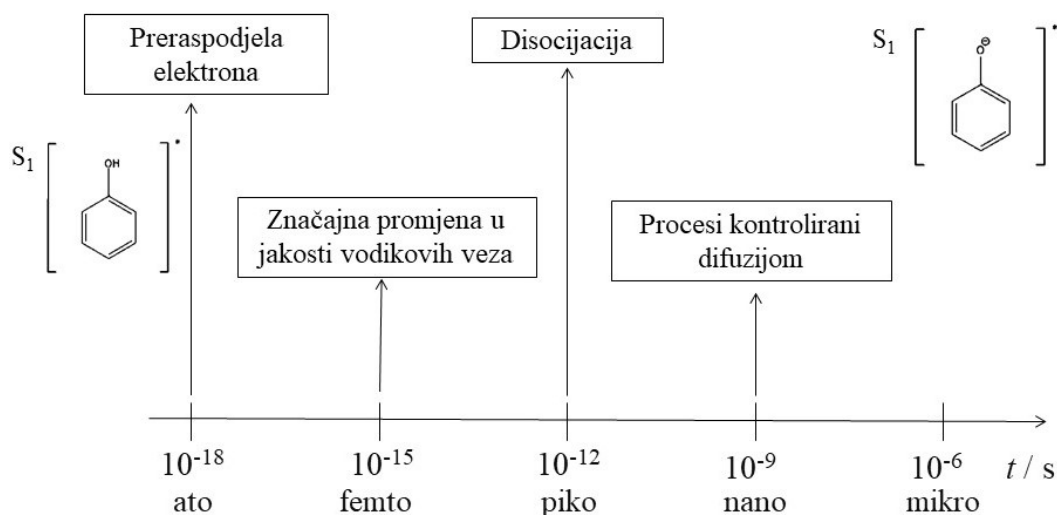 Preraspodjela
elektrona
Disocijacija
S₁
O⊖
•
S₁
OH
•
Značajna promjena u
jakosti vodikovih veza
Procesi kontrolirani
difuzijom
10⁻¹⁸
10⁻¹⁵
10⁻¹²
10⁻⁹
10⁻⁶
t / s
ato
femto
piko
nano
mikro